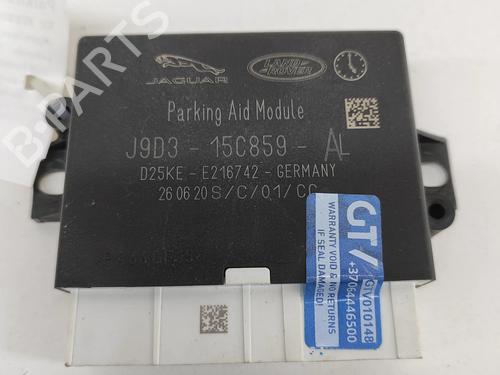 JAGUAR
LAND
ROVER
Parking Aid Module
J9D3 - 15C859 - AL
D25KE - E216742 - GERMANY
26 06 20 S/C/01/CC
GT/
WARRANTY VOID & NO RETURNS
IF SEAL DAMAGED
+37064446500
GTV010148
B-PARTS